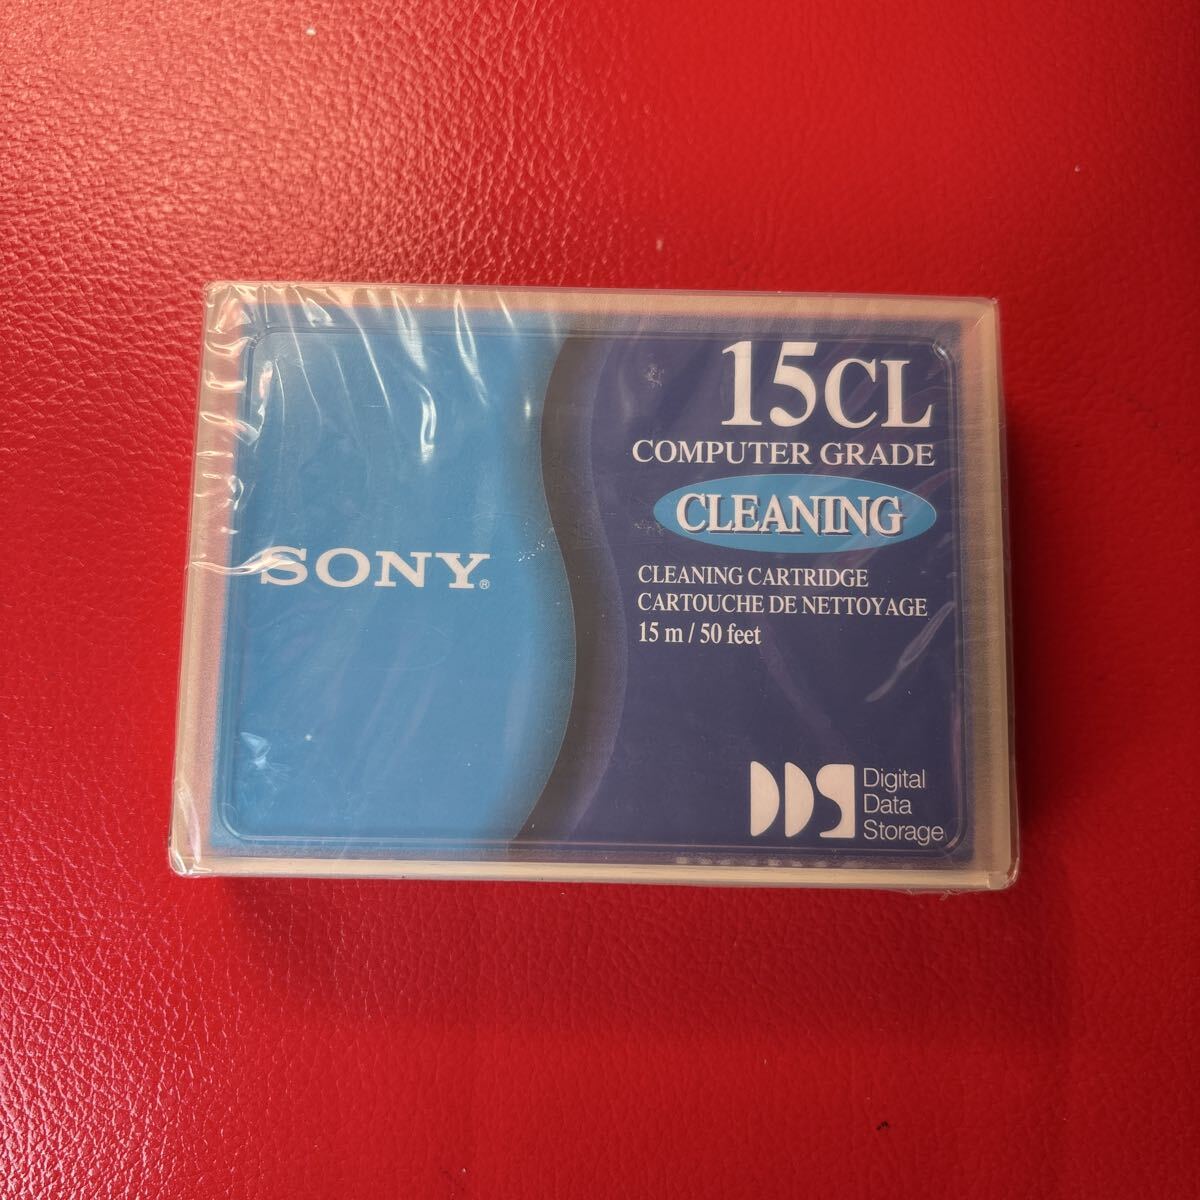 SONY®
15CL
COMPUTER GRADE
CLEANING
CLEANING CARTRIDGE
CARTOUCHE DE NETTOYAGE
15 m / 50 feet
DDS
Digital
Data
Storage